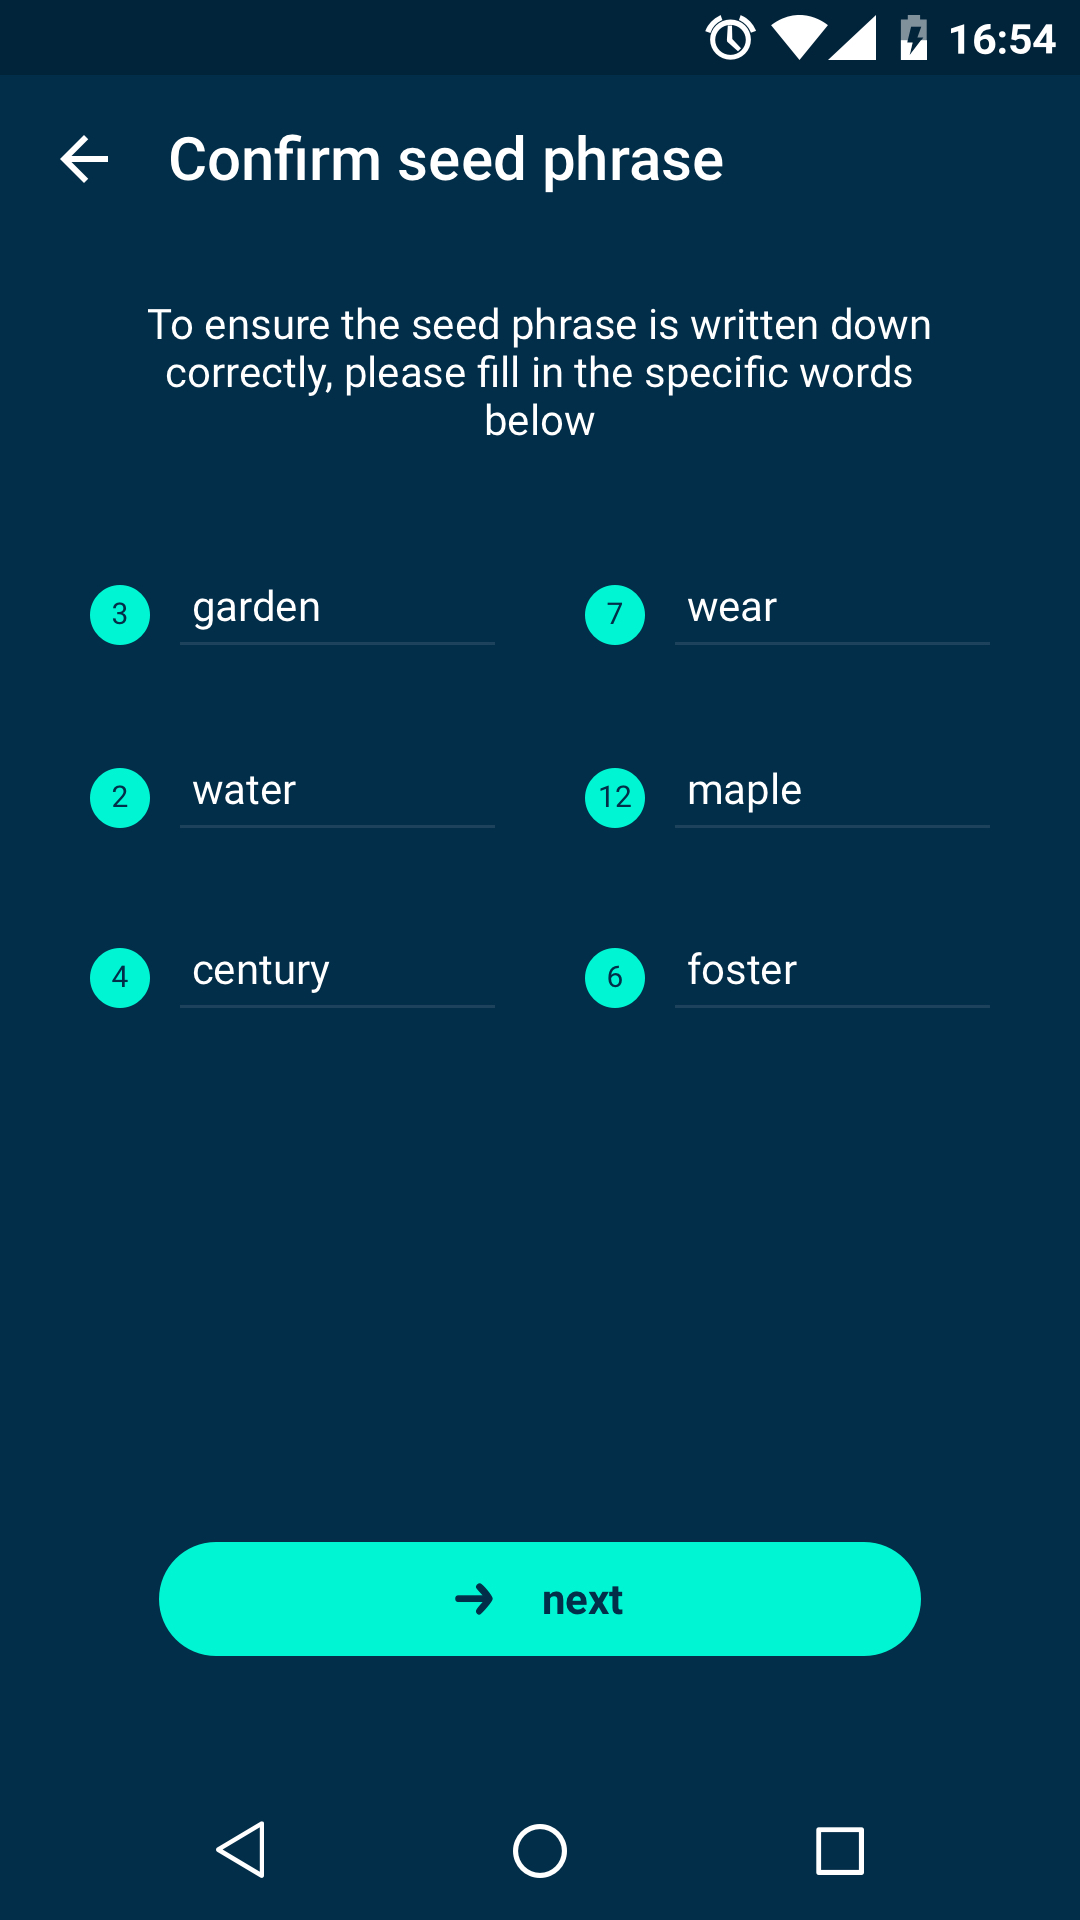 16:54
Confirm seed phrase
To ensure the seed phrase is written down
correctly, please fill in the specific words
below
3 garden
7 wear
2 water
12 maple
4 century
6 foster
next